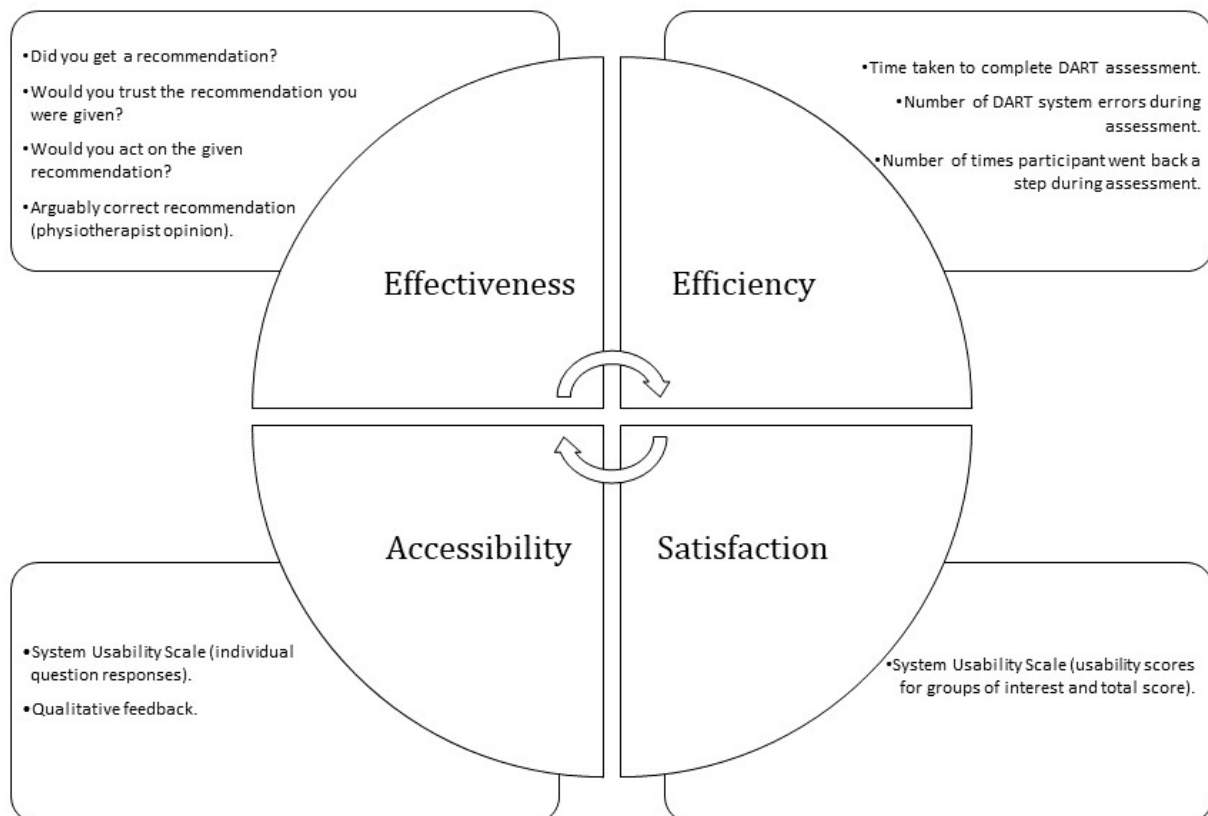 •Did you get a recommendation?
•Would you trust the recommendation you
were given?
•Would you act on the given
recommendation?
•Arguably correct recommendation
(physiotherapist opinion).
•Time taken to complete DART assessment.
•Number of DART system errors during
assessment.
•Number of times participant went back a
step during assessment.
Effectiveness
Efficiency
Accessibility
Satisfaction
•System Usability Scale (individual
question responses).
•Qualitative feedback.
•System Usability Scale (usability scores
for groups of interest and total score).